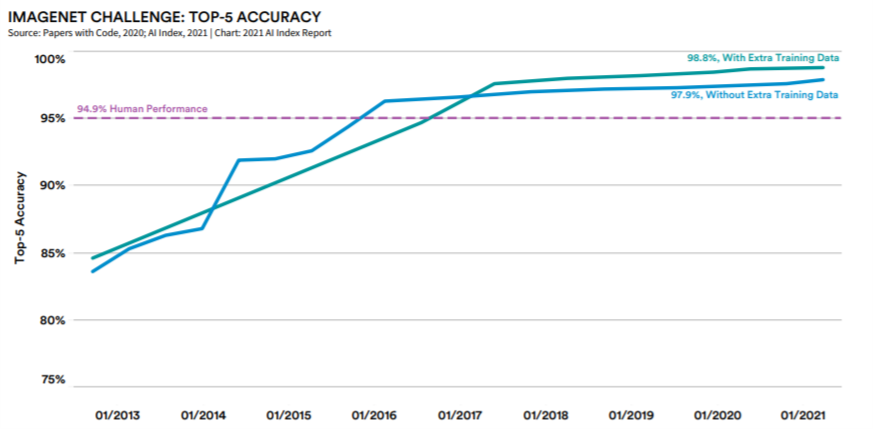 IMAGENET CHALLENGE: TOP-5 ACCURACY
Source: Papers with Code, 2020; AI Index, 2021 | Chart: 2021 AI Index Report
100%
98.8%, With Extra Training Data
97.9%, Without Extra Training Data
94.9% Human Performance
95%
90%
Top-5 Accuracy
85%
80%
75%
01/2013 01/2014 01/2015 01/2016 01/2017 01/2018 01/2019 01/2020 01/2021